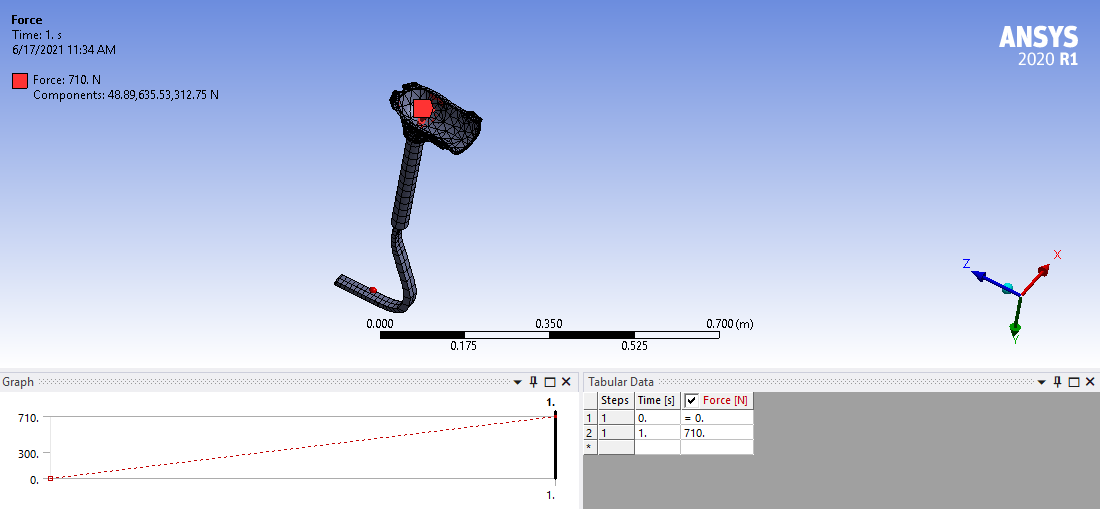 Force
Time: 1. s
6/17/2021 11:34 AM
Force: 710. N
Components: 48.89,635.53,312.75 N
ANSYS
2020 R1
Z
X
Y
0.000
0.350
0.700 (m)
0.175
0.525
Graph
1.
710.
300.
0.
1.
Tabular Data
Steps Time [s] Force [N]
1 1 0. = 0.
2 1 1. 710.
*